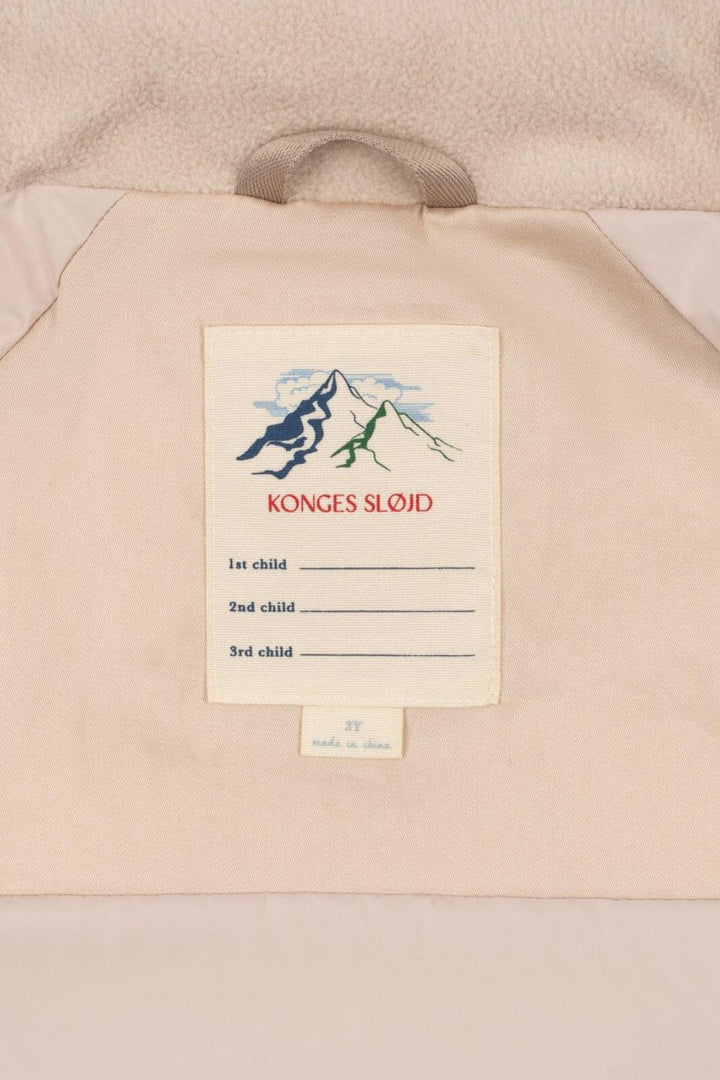 KONGES SLØJD
1st child
2nd child
3rd child
3Y
made in china